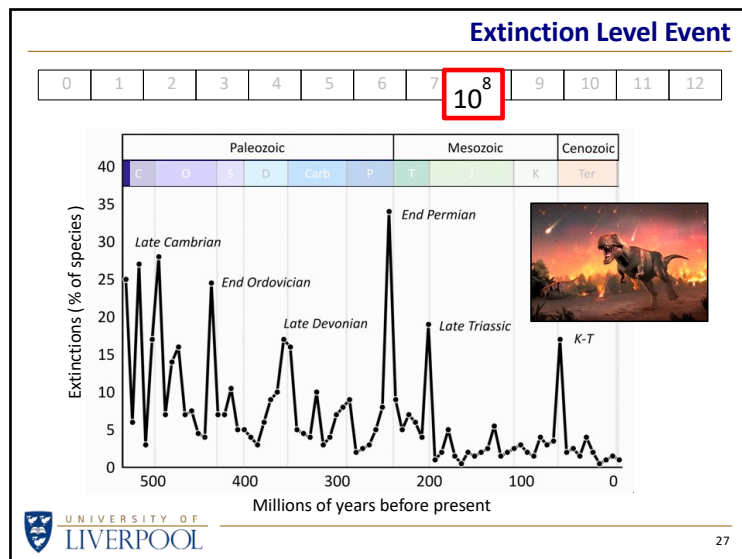 Extinction Level Event
0 1 2 3 4 5 6 7 10⁸ 9 10 11 12
Paleozoic Mesozoic Cenozoic
C O S D Carb P T J K Ter
Extinctions (% of species)
40
35
30
25
20
15
10
5
0
End Permian
Late Cambrian
End Ordovician
Late Devonian
Late Triassic
K-T
500 400 300 200 100 0
Millions of years before present
UNIVERSITY OF
LIVERPOOL
27